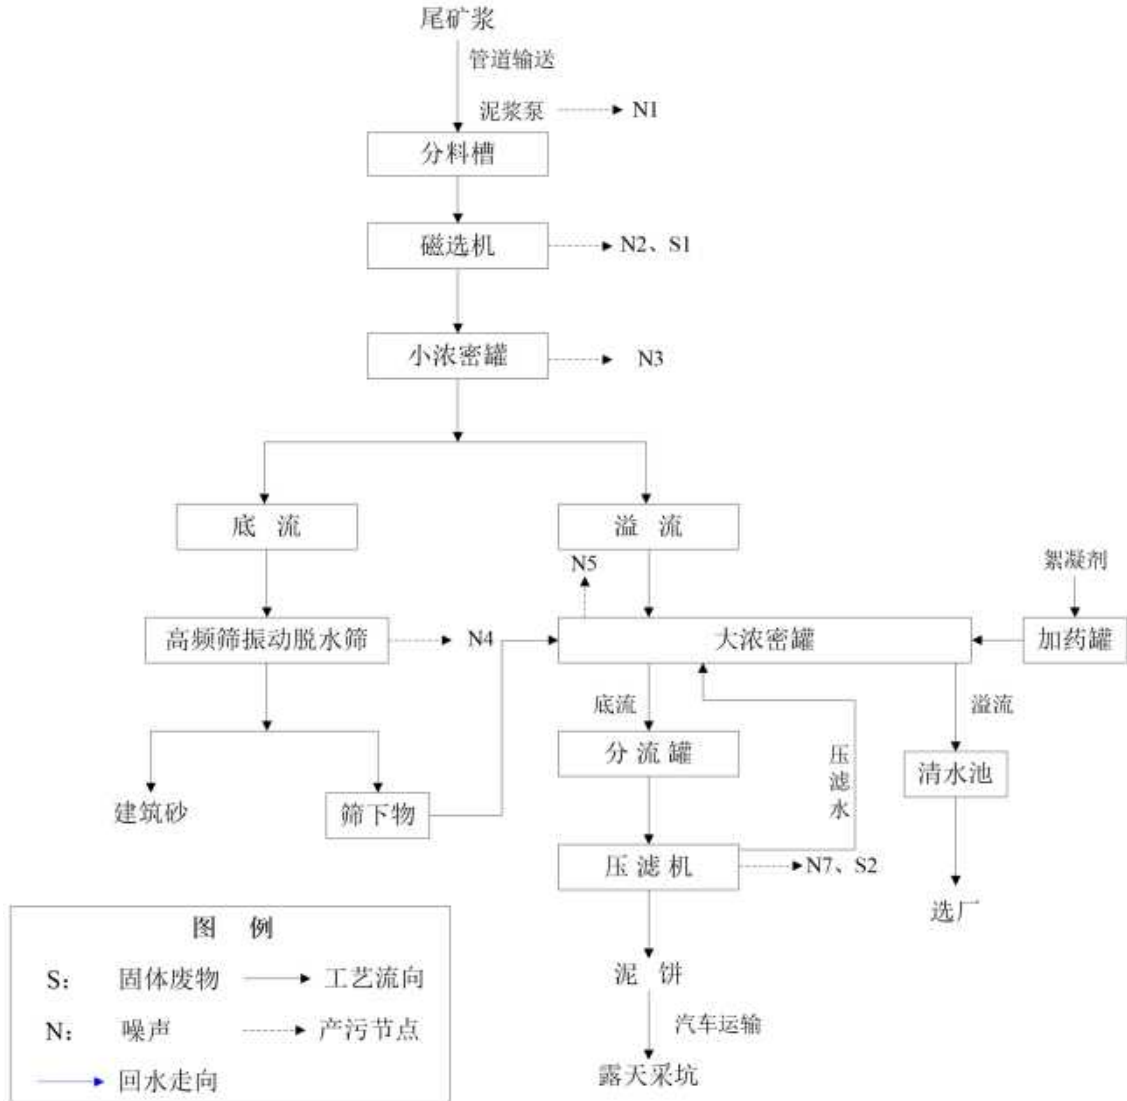 尾矿浆
管道输送
泥浆泵 N1
分料槽
磁选机 N2、S1
小浓密罐 N3
底 流 溢 流
N5 絮凝剂
高频筛振动脱水筛 N4 大浓密罐 加药罐
底流 溢流
分流罐 压滤水 清水池
建筑砂 筛下物
压滤机 N7、S2
选厂
图 例
S： 固体废物 工艺流向
N： 噪声 产污节点
回水走向
泥 饼
汽车运输
露天采坑